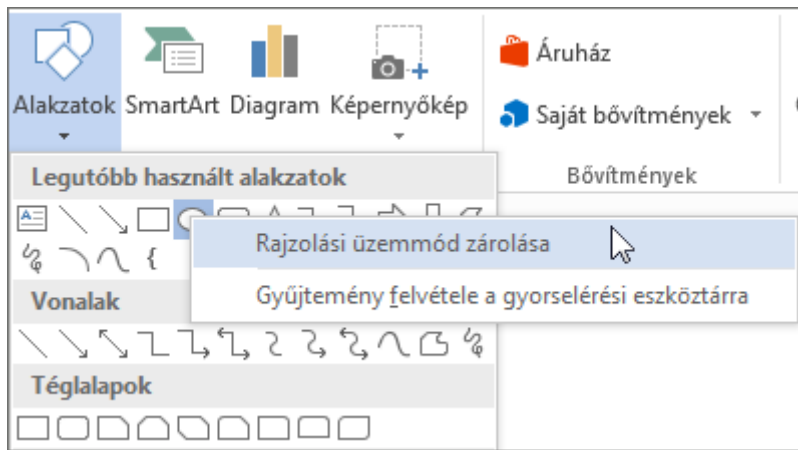 Áruház
Alakzatok SmartArt Diagram Képernyőkép
Saját bővítmények
Bővítmények
Legutóbb használt alakzatok
Rajzolási üzemmód zárolása
Gyűjtemény felvétele a gyorselérési eszköztárra
Vonalak
Téglalapok